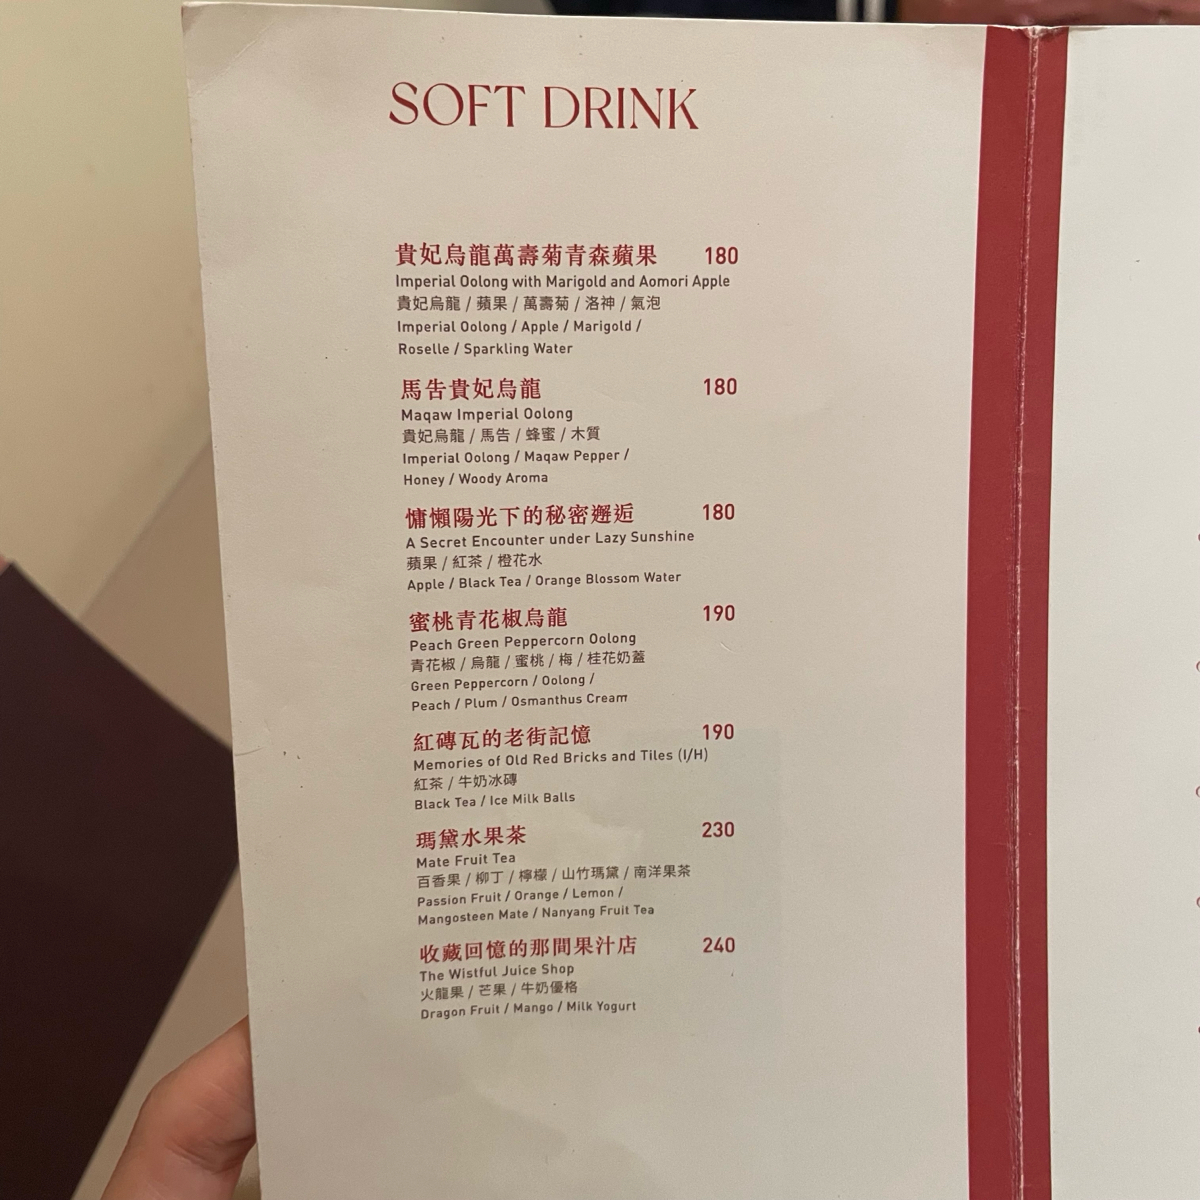 SOFT DRINK
貴妃烏龍萬壽菊青森蘋果 180
Imperial Oolong with Marigold and Aomori Apple
貴妃烏龍 / 蘋果 / 萬壽菊 / 洛神 / 氣泡
Imperial Oolong / Apple / Marigold /
Roselle / Sparkling Water
馬告貴妃烏龍 180
Maqaw Imperial Oolong
貴妃烏龍 / 馬告 / 蜂蜜 / 木質
Imperial Oolong / Maqaw Pepper /
Honey / Woody Aroma
慵懶陽光下的秘密邂逅 180
A Secret Encounter under Lazy Sunshine
蘋果 / 紅茶 / 橙花水
Apple / Black Tea / Orange Blossom Water
蜜桃青花椒烏龍 190
Peach Green Peppercorn Oolong
青花椒 / 烏龍 / 蜜桃 / 梅 / 桂花奶蓋
Green Peppercorn / Oolong /
Peach / Plum / Osmanthus Cream
紅磚瓦的老街記憶 190
Memories of Old Red Bricks and Tiles (I/H)
紅茶 / 牛奶冰磚
Black Tea / Ice Milk Balls
瑪黛水果茶 230
Mate Fruit Tea
百香果 / 柳丁 / 檸檬 / 山竹瑪黛 / 南洋果茶
Passion Fruit / Orange / Lemon /
Mangosteen Mate / Nanyang Fruit Tea
收藏回憶的那間果汁店 240
The Wistful Juice Shop
火龍果 / 芒果 / 牛奶優格
Dragon Fruit / Mango / Milk Yogurt